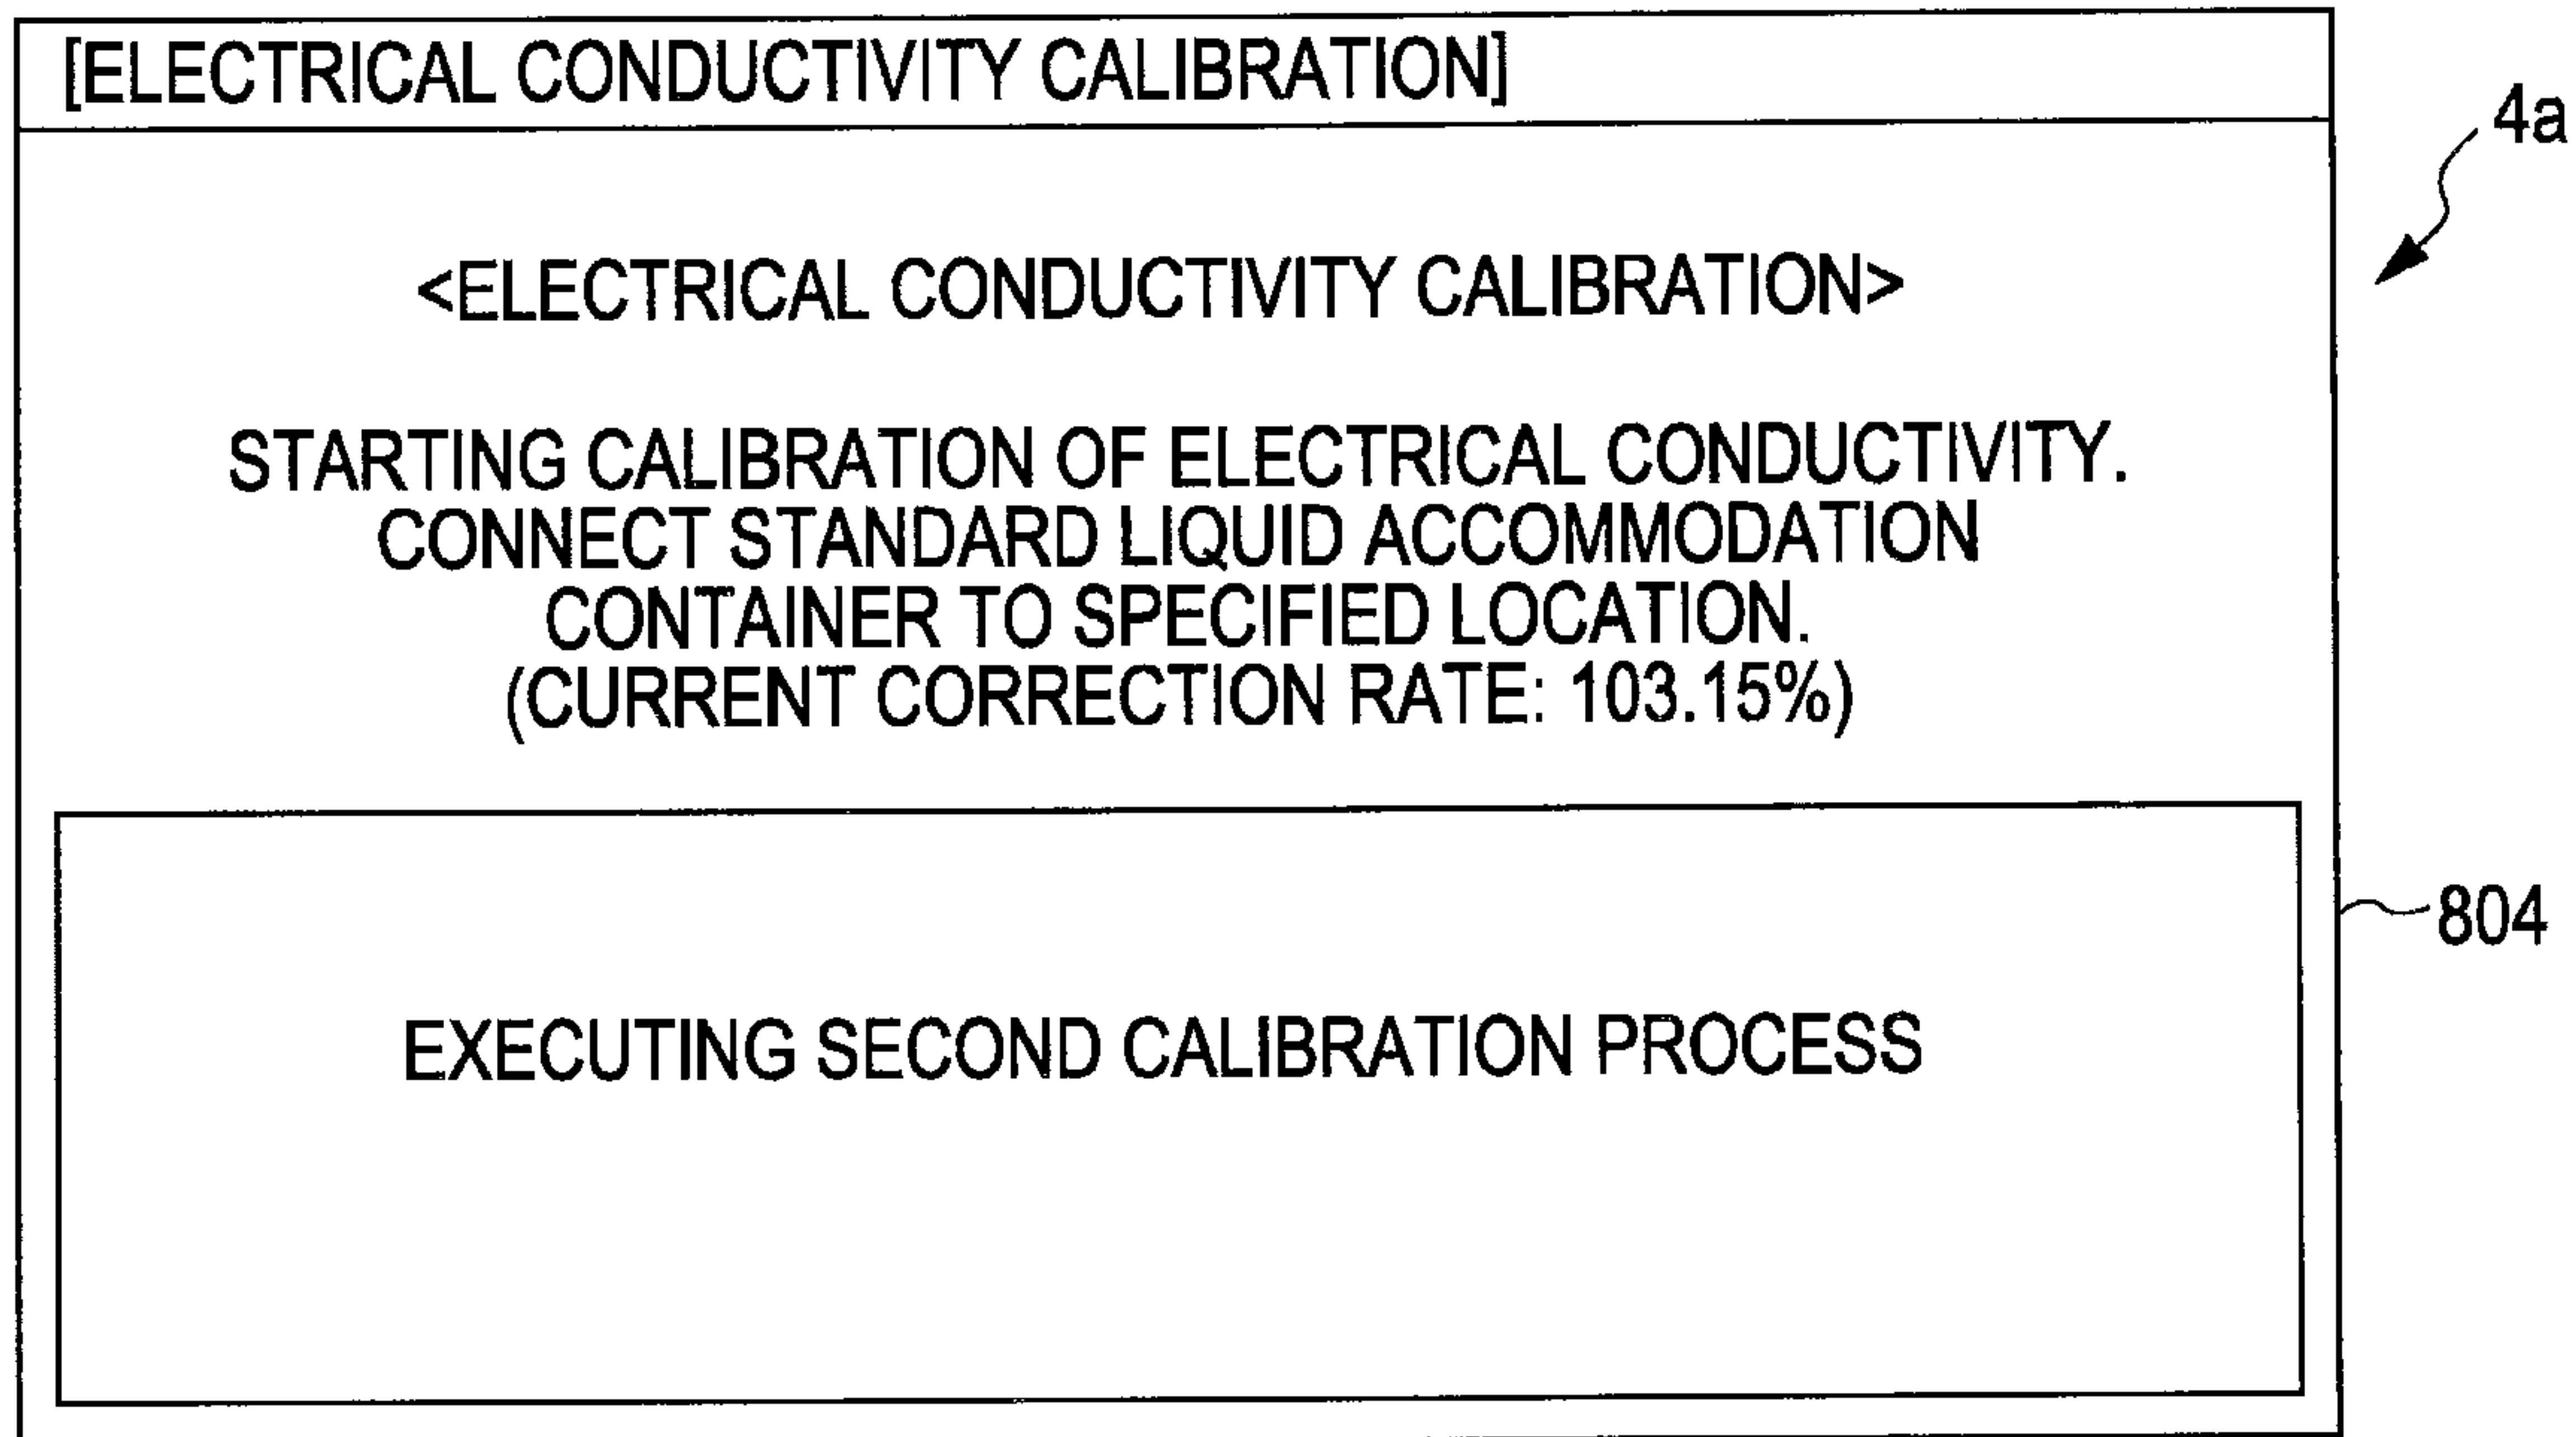 [ELECTRICAL CONDUCTIVITY CALIBRATION]
4a
<ELECTRICAL CONDUCTIVITY CALIBRATION>
STARTING CALIBRATION OF ELECTRICAL CONDUCTIVITY.
CONNECT STANDARD LIQUID ACCOMMODATION
CONTAINER TO SPECIFIED LOCATION.
(CURRENT CORRECTION RATE: 103.15%)
804
EXECUTING SECOND CALIBRATION PROCESS